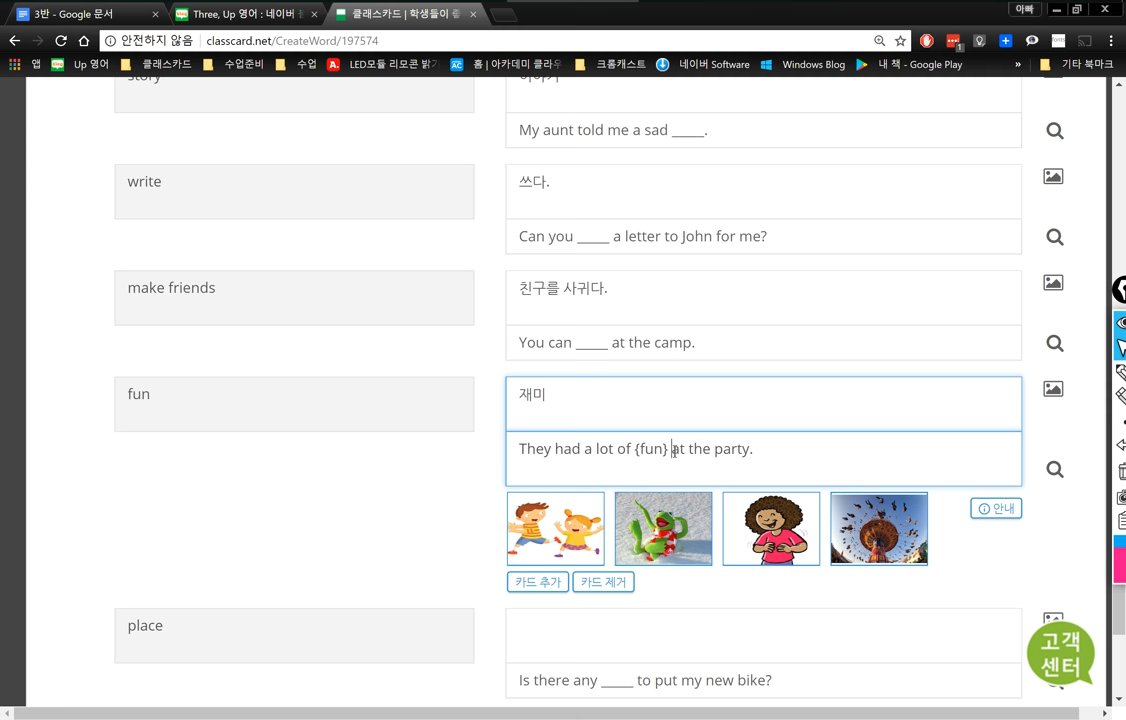 3반 - Google 문서
Three, Up 영어 : 네이버
클래스카드 | 학생들이 좋
아빠
안전하지 않음 classcard.net/CreateWord/197574
앱 Up 영어 클래스카드 수업준비 수업 LED모듈 리모콘 밝기 홈 | 아카데미 클라우 크롬캐스트 네이버 Software Windows Blog 내 책 - Google Play » 기타 북마크
story 이야기
My aunt told me a sad _____.
write 쓰다.
Can you _____ a letter to John for me?
make friends 친구를 사귀다.
You can _____ at the camp.
fun 재미
They had a lot of {fun} at the party.
안내
카드 추가 카드 제거
place
Is there any _____ to put my new bike?
고객
센터